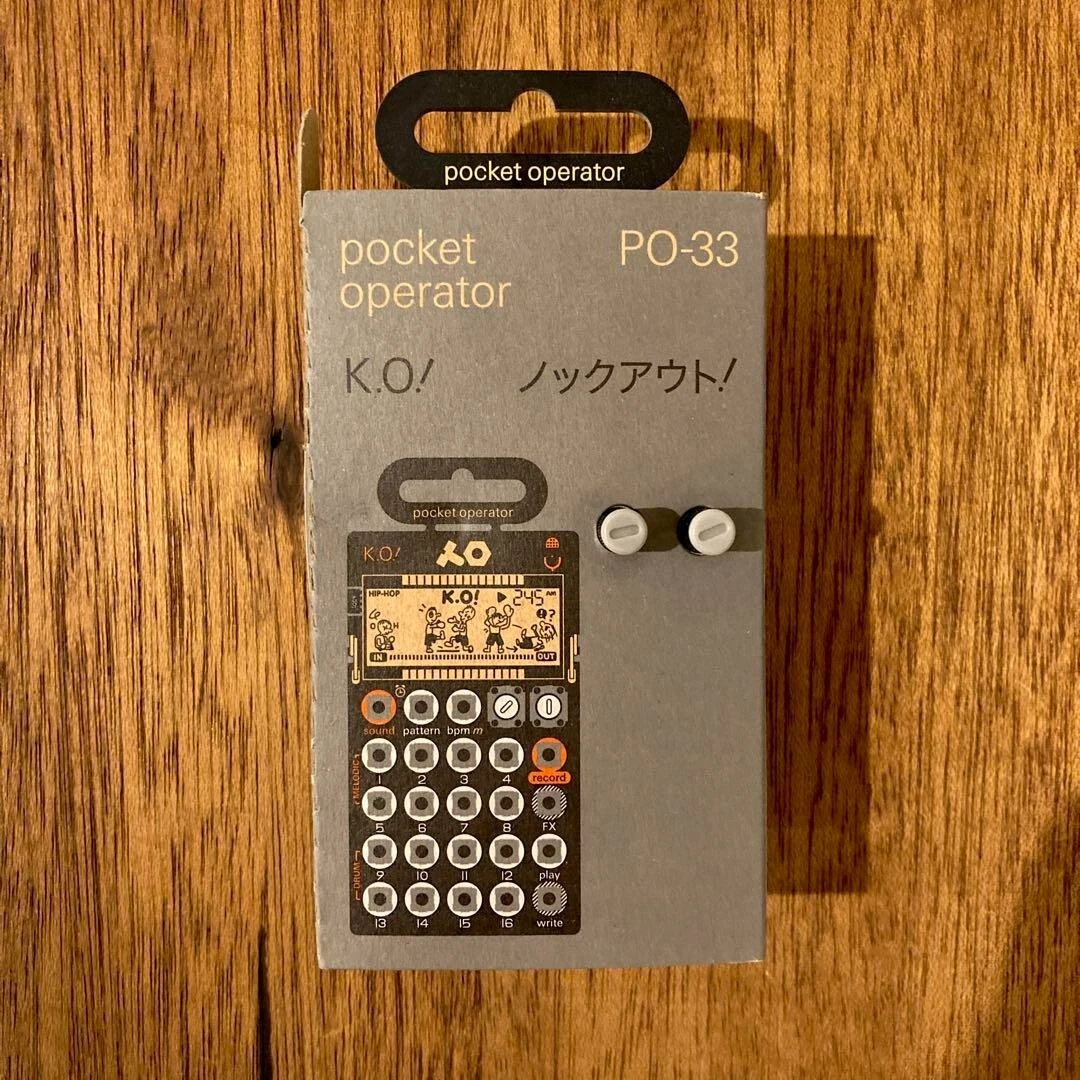 pocket operator
pocket
operator
PO-33
K.O!
ノックアウト!
pocket operator
K.O!
HIP-HOP
K.O!
245 AM
!?
O H
IN
OUT
sound
pattern
bpm m
1
2
3
4
record
MELODIC
5
6
7
8
FX
9
10
11
12
play
DRUM
13
14
15
16
write